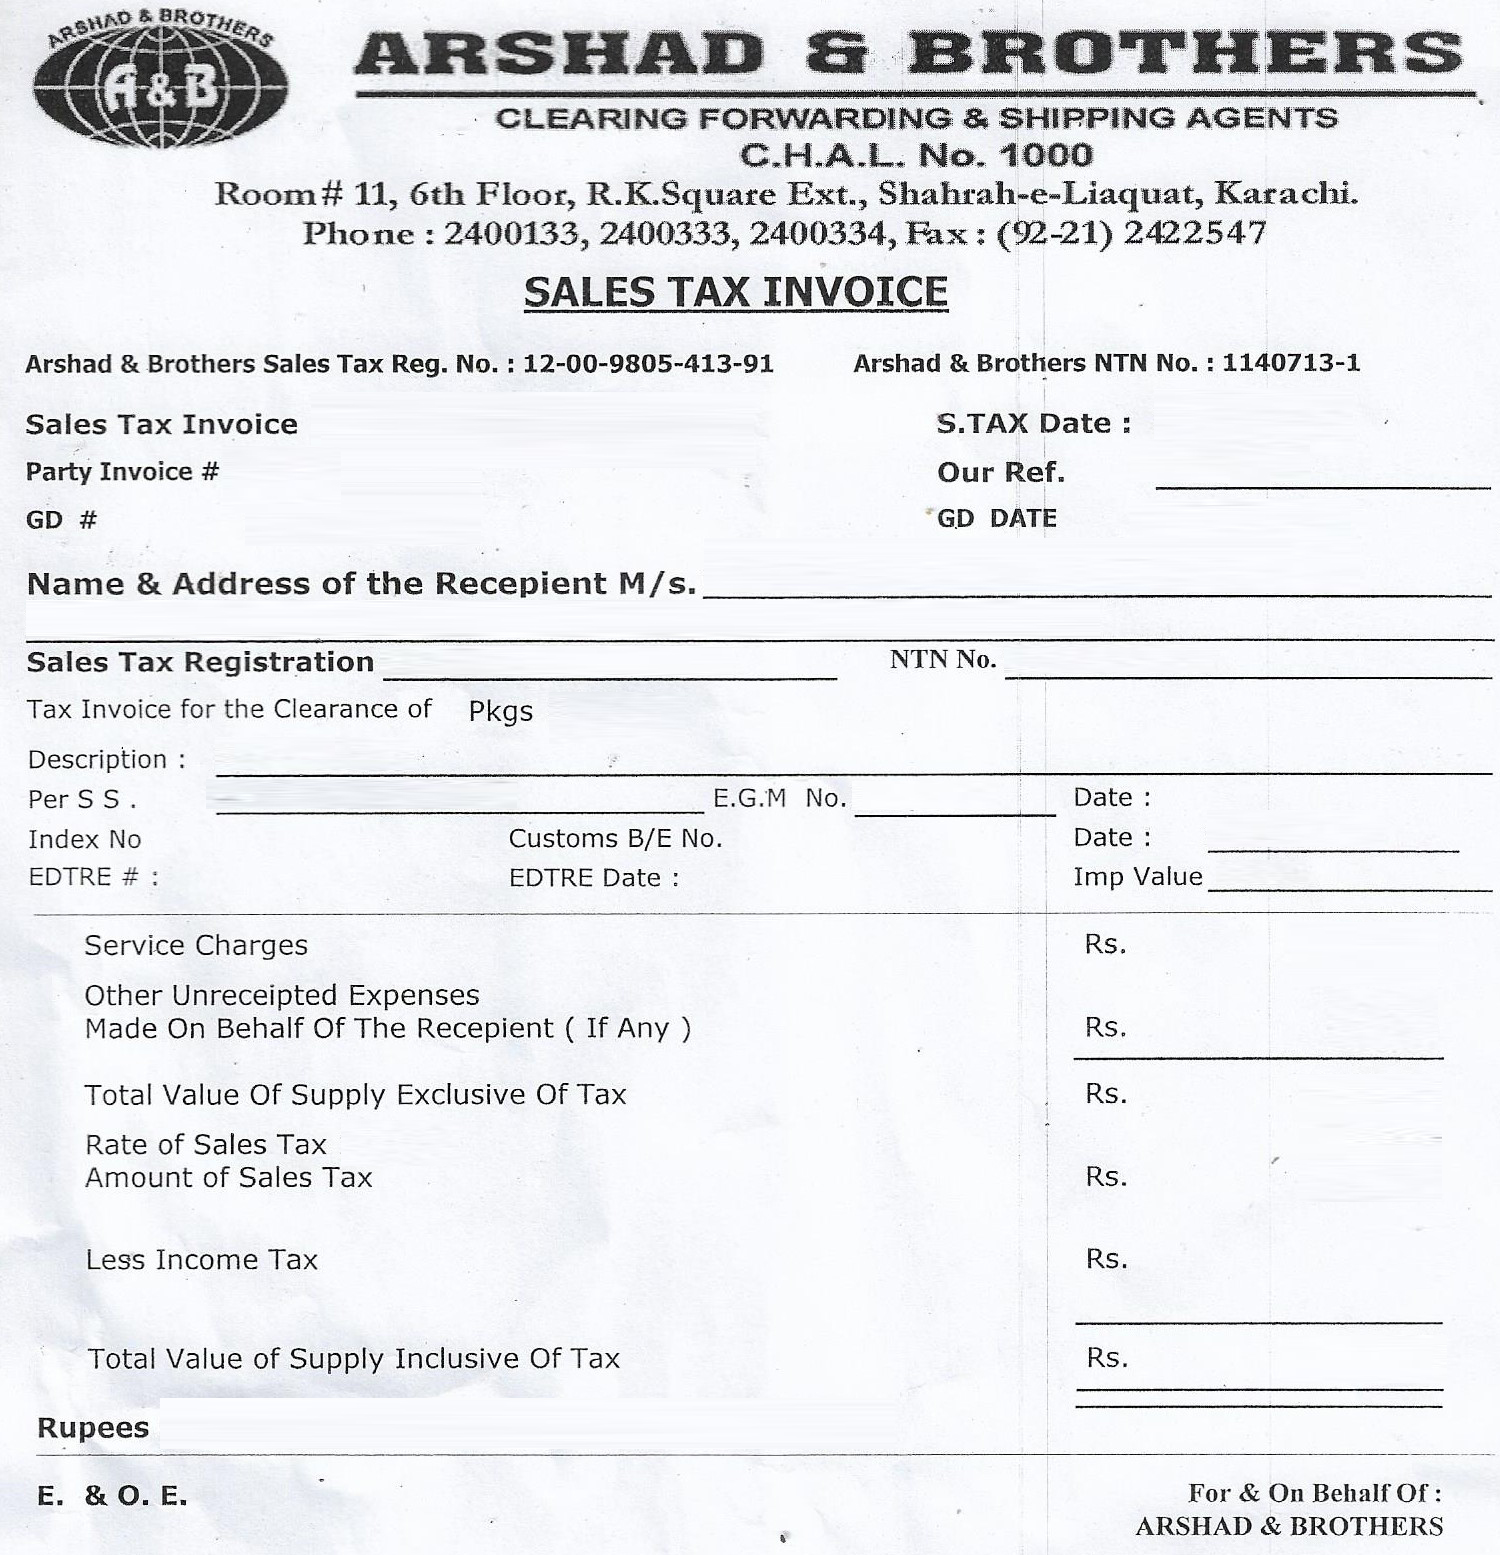 ARSHAD & BROTHERS
A & B
ARSHAD & BROTHERS
CLEARING FORWARDING & SHIPPING AGENTS
C.H.A.L. No. 1000
Room# 11, 6th Floor, R.K.Square Ext., Shahrah-e-Liaquat, Karachi.
Phone : 2400133, 2400333, 2400334, Fax : (92-21) 2422547
SALES TAX INVOICE
Arshad & Brothers Sales Tax Reg. No. : 12-00-9805-413-91 Arshad & Brothers NTN No. : 1140713-1
Sales Tax Invoice S.TAX Date :
Party Invoice # Our Ref.
GD # GD DATE
Name & Address of the Recepient M/s.
Sales Tax Registration NTN No.
Tax Invoice for the Clearance of Pkgs
Description :
Per S S . E.G.M No. Date :
Index No Customs B/E No. Date :
EDTRE # : EDTRE Date : Imp Value
Service Charges Rs.
Other Unreceipted Expenses
Made On Behalf Of The Recepient ( If Any ) Rs.
Total Value Of Supply Exclusive Of Tax Rs.
Rate of Sales Tax
Amount of Sales Tax Rs.
Less Income Tax Rs.
Total Value of Supply Inclusive Of Tax Rs.
Rupees
E. & O. E. For & On Behalf Of :
ARSHAD & BROTHERS